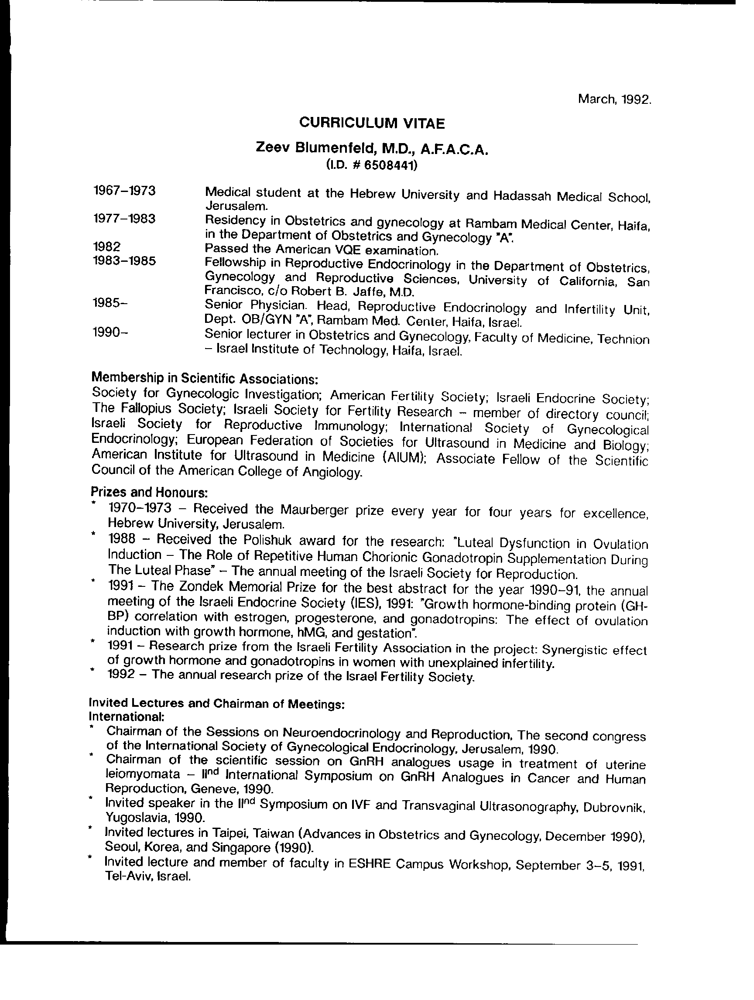 March, 1992.
CURRICULUM VITAE
Zeev Blumenfeld, M.D., A.F.A.C.A.
(I.D. # 6508441)
1967–1973 Medical student at the Hebrew University and Hadassah Medical School,
Jerusalem.
1977–1983 Residency in Obstetrics and gynecology at Rambam Medical Center, Haifa,
in the Department of Obstetrics and Gynecology "A".
1982 Passed the American VQE examination.
1983–1985 Fellowship in Reproductive Endocrinology in the Department of Obstetrics,
Gynecology and Reproductive Sciences, University of California, San
Francisco, c/o Robert B. Jaffe, M.D.
1985– Senior Physician. Head, Reproductive Endocrinology and Infertility Unit,
Dept. OB/GYN "A", Rambam Med. Center, Haifa, Israel.
1990– Senior lecturer in Obstetrics and Gynecology, Faculty of Medicine, Technion
– Israel Institute of Technology, Haifa, Israel.
Membership in Scientific Associations:
Society for Gynecologic Investigation; American Fertility Society; Israeli Endocrine Society;
The Fallopius Society; Israeli Society for Fertility Research – member of directory council;
Israeli Society for Reproductive Immunology; International Society of Gynecological
Endocrinology; European Federation of Societies for Ultrasound in Medicine and Biology;
American Institute for Ultrasound in Medicine (AIUM); Associate Fellow of the Scientific
Council of the American College of Angiology.
Prizes and Honours:
* 1970–1973 – Received the Maurberger prize every year for four years for excellence,
Hebrew University, Jerusalem.
* 1988 – Received the Polishuk award for the research: "Luteal Dysfunction in Ovulation
Induction – The Role of Repetitive Human Chorionic Gonadotropin Supplementation During
The Luteal Phase" – The annual meeting of the Israeli Society for Reproduction.
* 1991 – The Zondek Memorial Prize for the best abstract for the year 1990–91, the annual
meeting of the Israeli Endocrine Society (IES), 1991: "Growth hormone-binding protein (GH-
BP) correlation with estrogen, progesterone, and gonadotropins: The effect of ovulation
induction with growth hormone, hMG, and gestation".
* 1991 – Research prize from the Israeli Fertility Association in the project: Synergistic effect
of growth hormone and gonadotropins in women with unexplained infertility.
* 1992 – The annual research prize of the Israel Fertility Society.
Invited Lectures and Chairman of Meetings:
International:
* Chairman of the Sessions on Neuroendocrinology and Reproduction, The second congress
of the International Society of Gynecological Endocrinology, Jerusalem, 1990.
* Chairman of the scientific session on GnRH analogues usage in treatment of uterine
leiomyomata – IInd International Symposium on GnRH Analogues in Cancer and Human
Reproduction, Geneve, 1990.
* Invited speaker in the IInd Symposium on IVF and Transvaginal Ultrasonography, Dubrovnik,
Yugoslavia, 1990.
* Invited lectures in Taipei, Taiwan (Advances in Obstetrics and Gynecology, December 1990),
Seoul, Korea, and Singapore (1990).
* Invited lecture and member of faculty in ESHRE Campus Workshop, September 3–5, 1991,
Tel-Aviv, Israel.